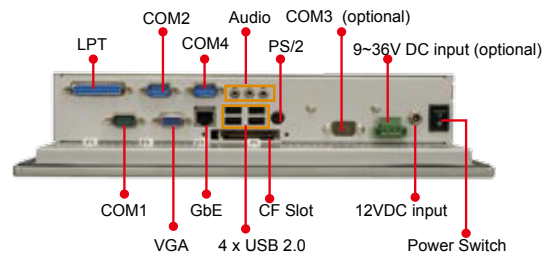 COM2
Audio
COM3 (optional)
LPT
COM4
PS/2
9~36V DC input (optional)
COM1
GbE
CF Slot
12VDC input
VGA
4 x USB 2.0
Power Switch